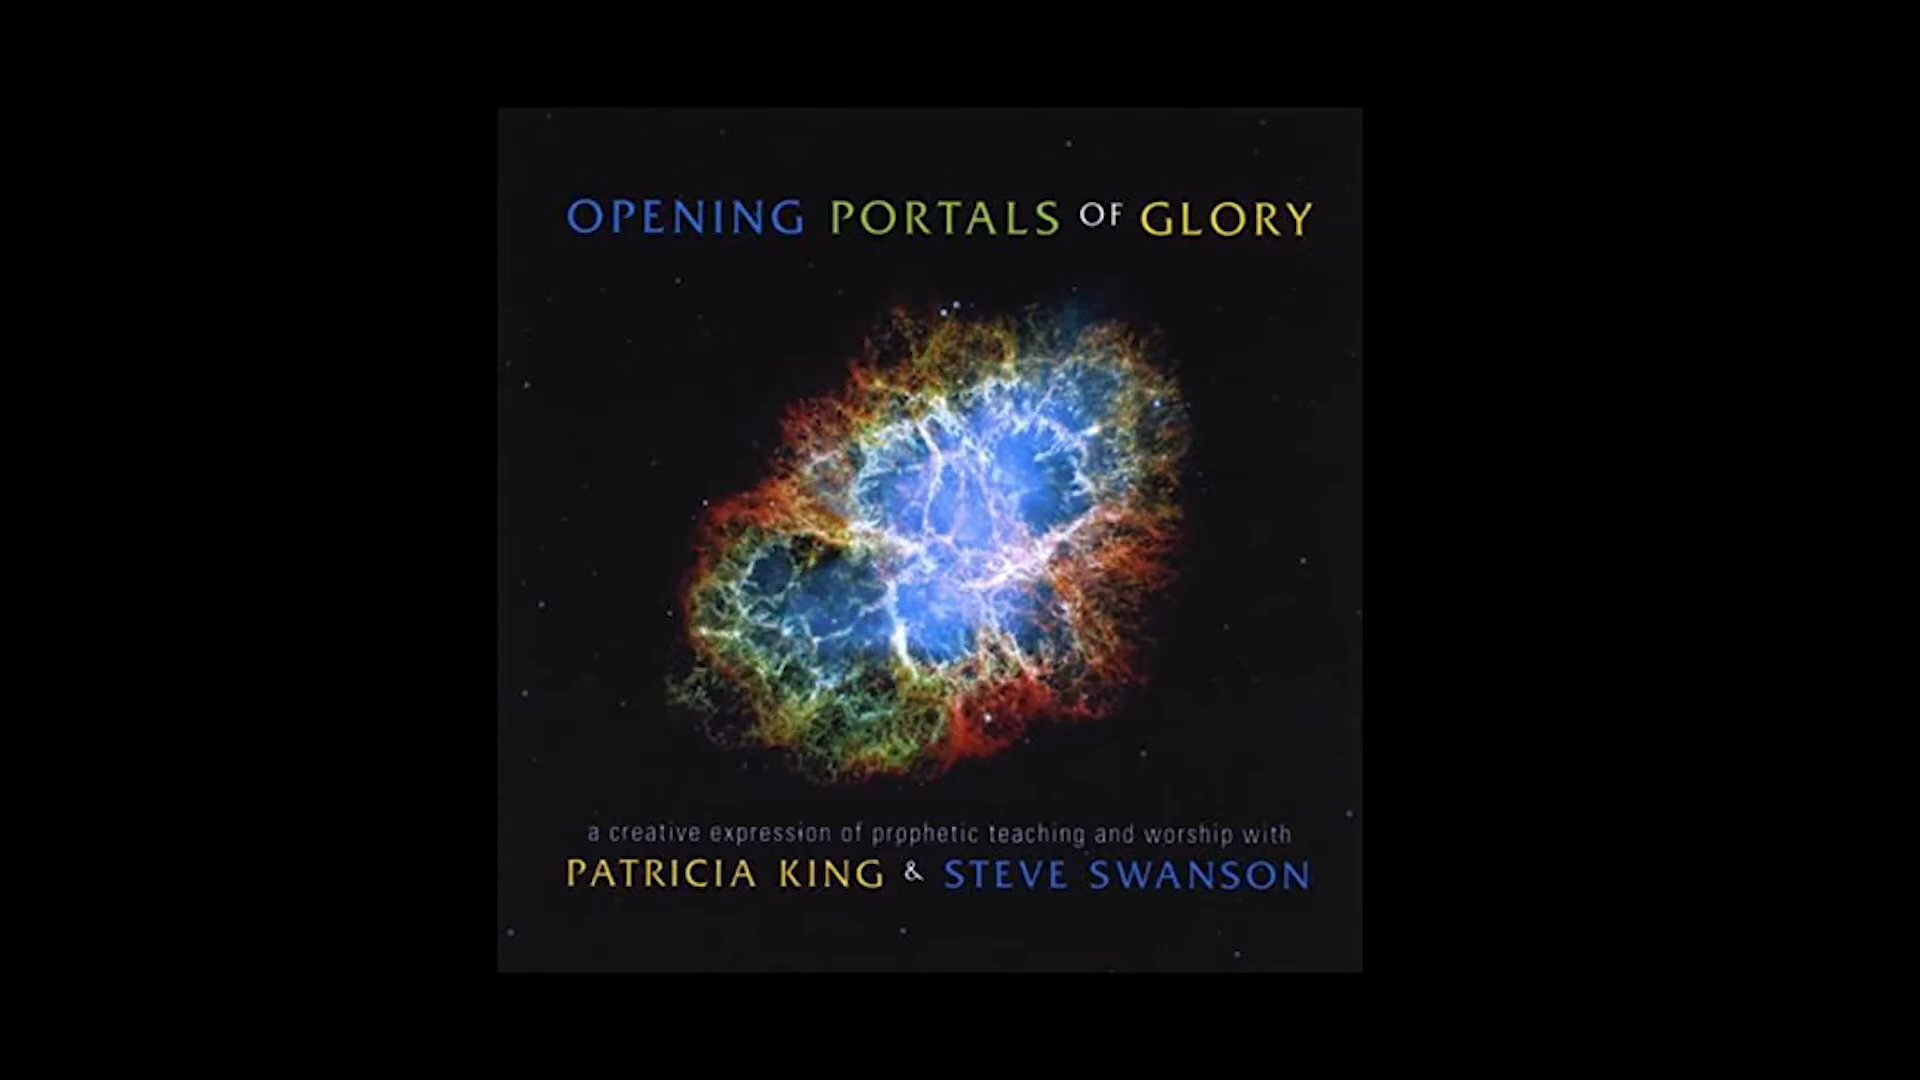 OPENING PORTALS OF GLORY
a creative expression of prophetic teaching and worship with
PATRICIA KING & STEVE SWANSON